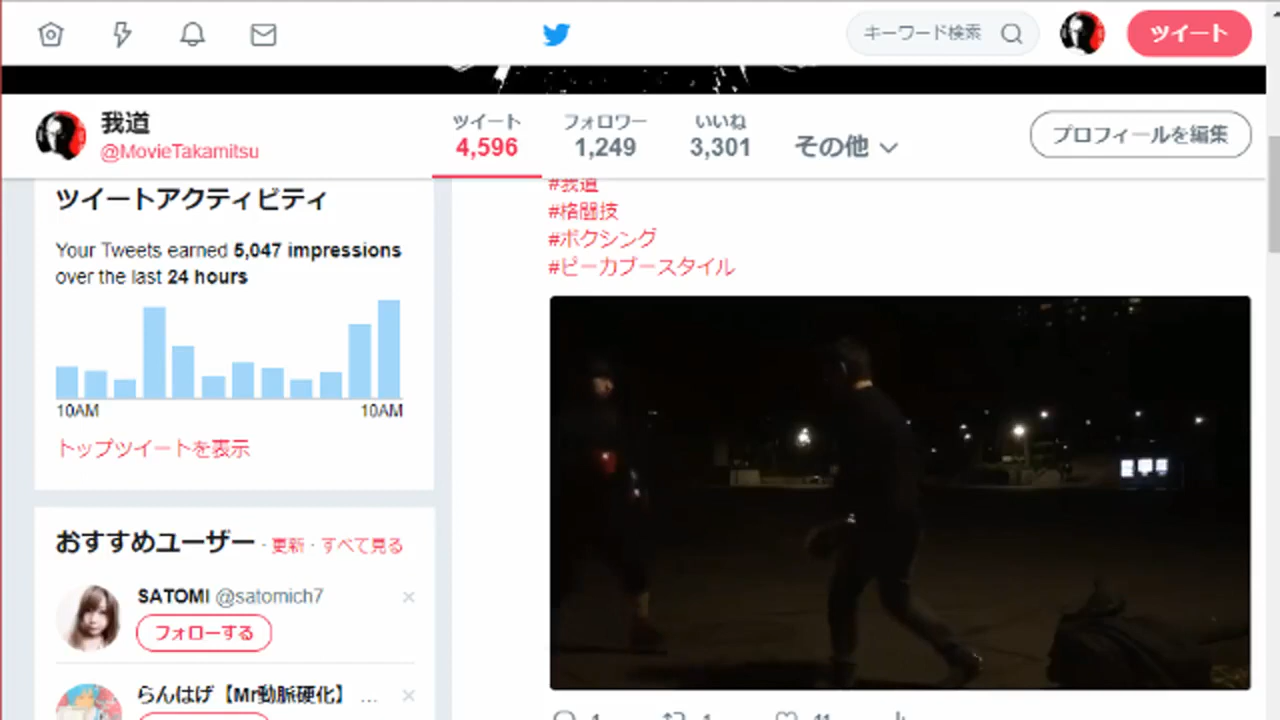 キーワード検索
ツイート
我道
@MovieTakamitsu
ツイート
4,596
フォロワー
1,249
いいね
3,301
その他
プロフィールを編集
ツイートアクティビティ
Your Tweets earned 5,047 impressions
over the last 24 hours
10AM
10AM
トップツイートを表示
おすすめユーザー · 更新 · すべて見る
SATOMI @satomich7
フォローする
らんはげ【Mr動脈硬化】 ...
#我道
#格闘技
#ボクシング
#ピーカブースタイル
1
1
11